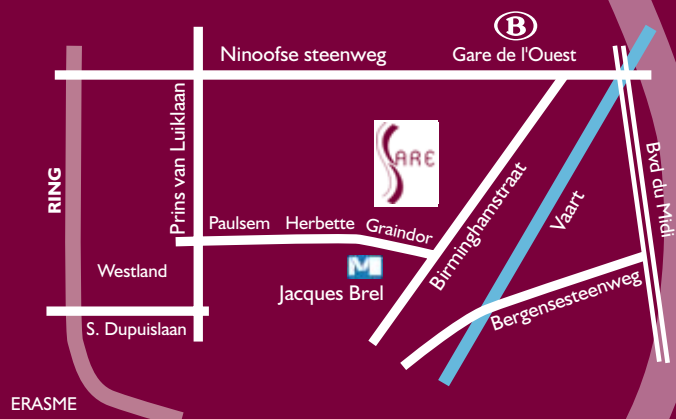 B
Ninoofse steenweg
Gare de l'Ouest
RING
Prins van Luiklaan
SARE
Birminghamstraat
Vaart
Bvd du Midi
Paulsem Herbette Graindor
Westland
M
Jacques Brel
Bergensesteenweg
S. Dupuislaan
ERASME